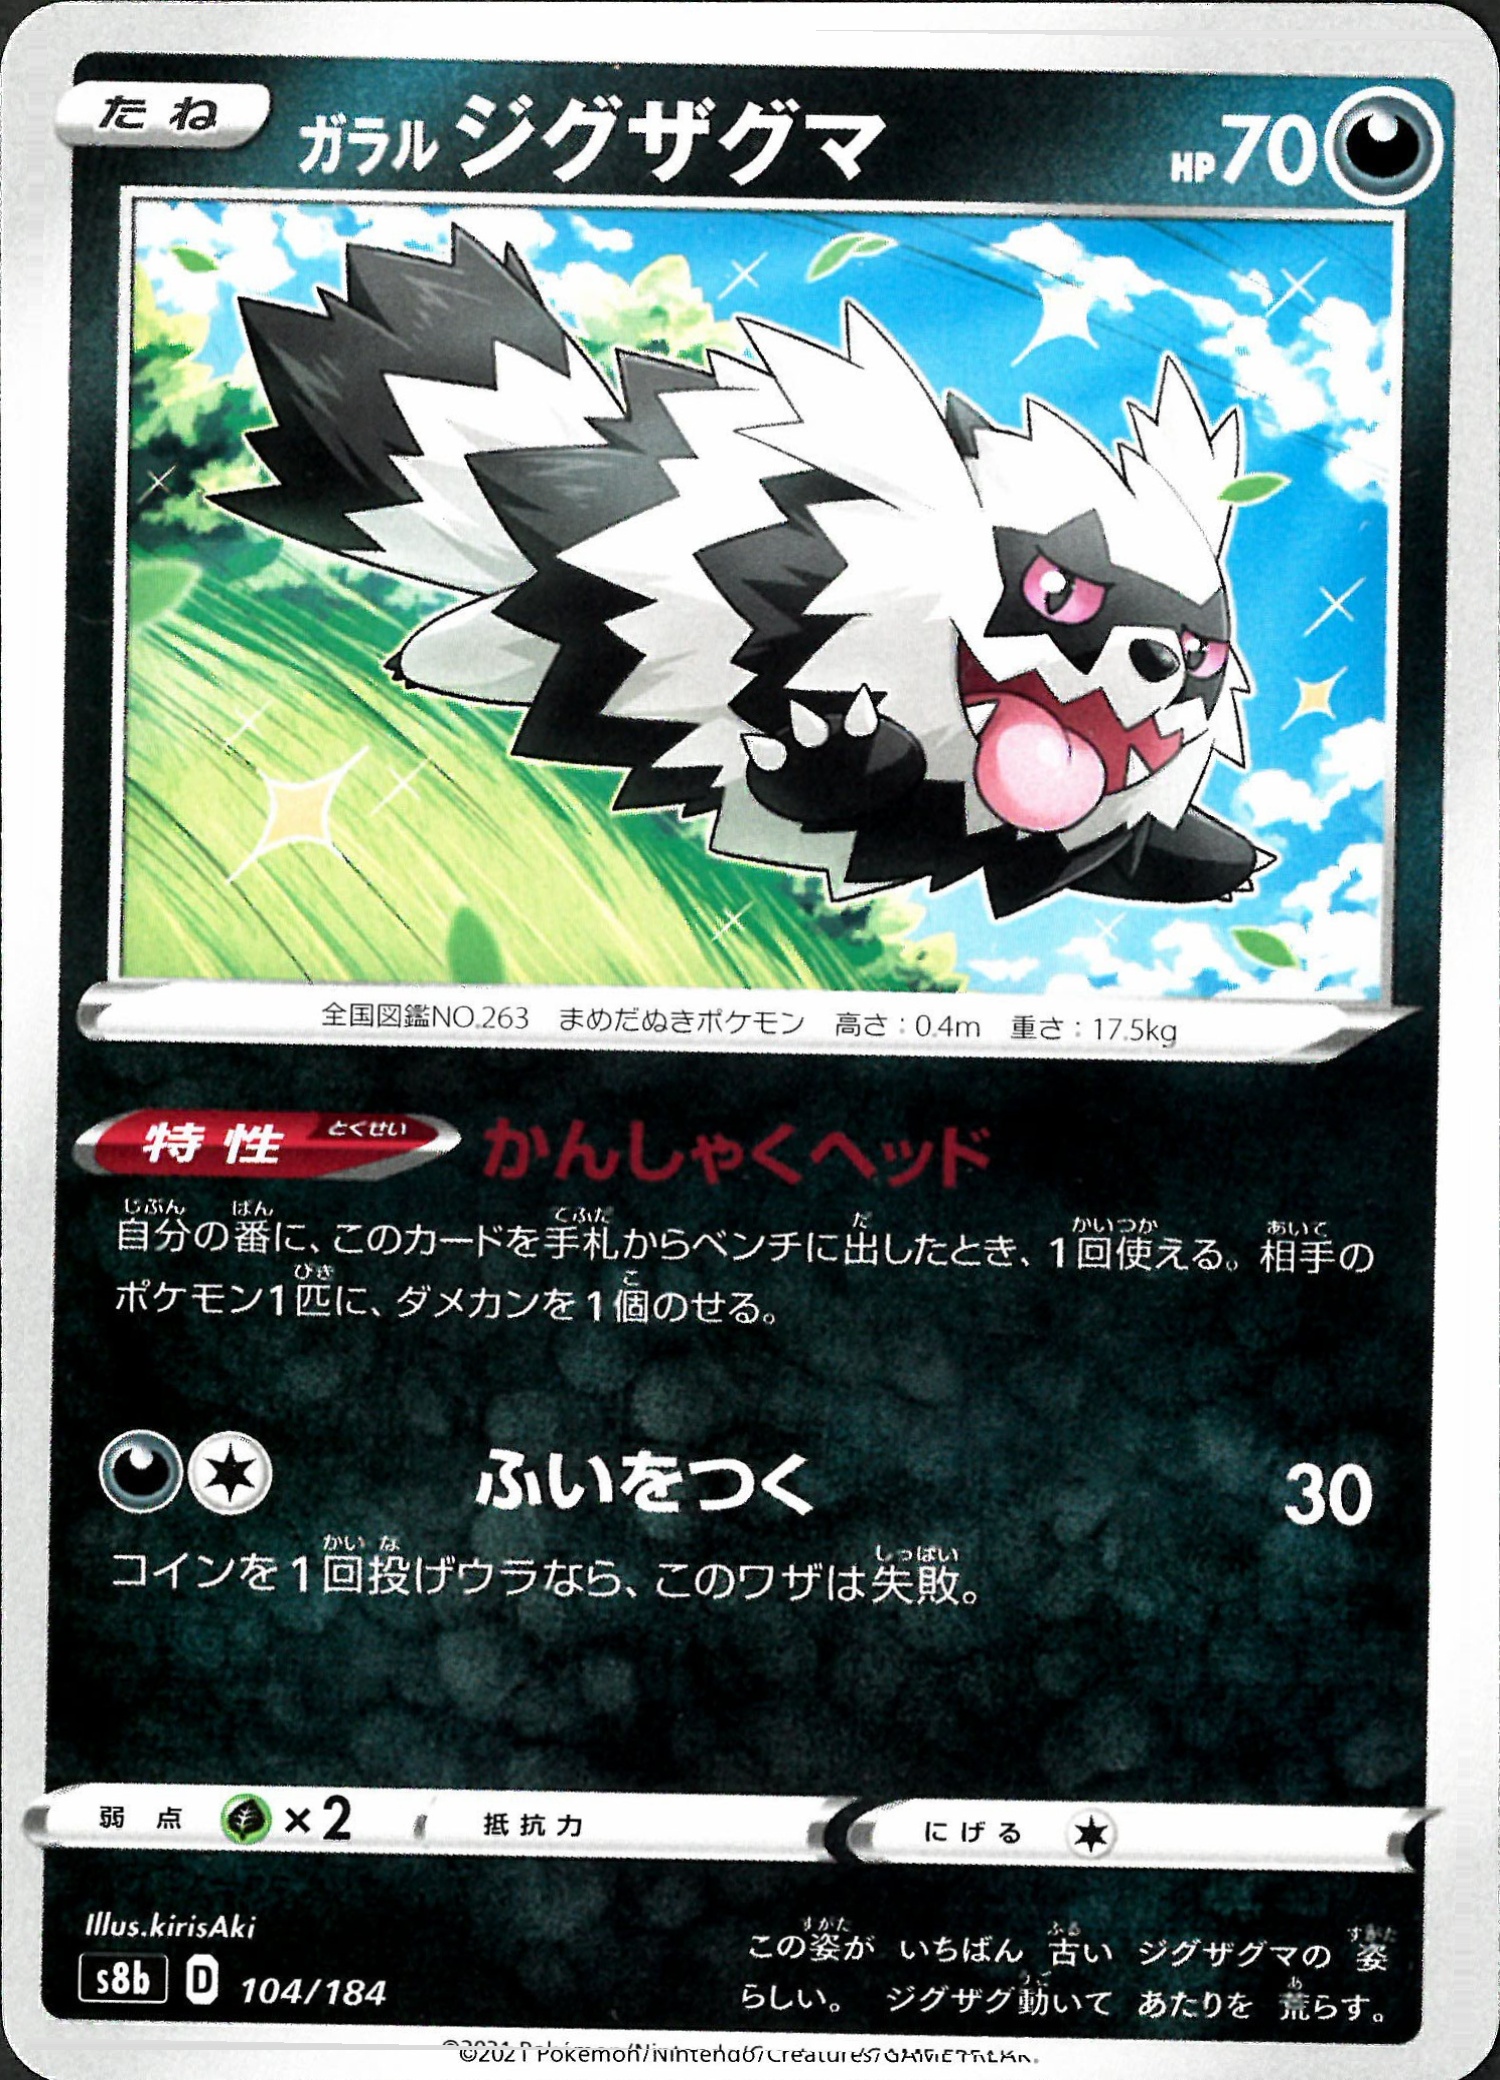 たね ガラル ジグザグマ HP 70
全国図鑑NO.263 まめだぬきポケモン 高さ：0.4m 重さ：17.5kg
特性 とくせい かんしゃくヘッド
じぶん ばん てふだ だ かいつか あいて
自分の番に、このカードを手札からベンチに出したとき、1回使える。相手の
びき こ
ポケモン1匹に、ダメカンを1個のせる。
ふいをつく 30
かい な しっぱい
コインを1回投げウラなら、このワザは失敗。
弱点 ×2 抵抗力 にげる
Illus.kirisAki
すがた ふる すがた
この姿が いちばん 古い ジグザグマの 姿
うご あ
らしい。 ジグザグ動いて あたりを 荒らす。
s8b D 104/184
©2021 Pokémon/Nintendo/Creatures/GAME FREAK.